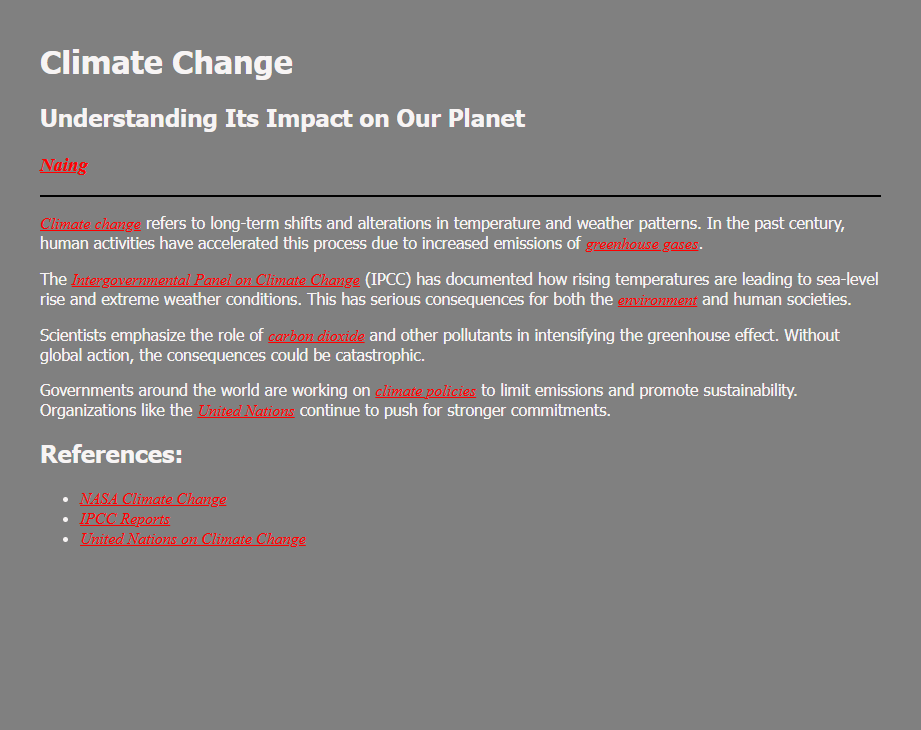 Climate Change
Understanding Its Impact on Our Planet
Naing
Climate change refers to long-term shifts and alterations in temperature and weather patterns. In the past century,
human activities have accelerated this process due to increased emissions of greenhouse gases.
The Intergovernmental Panel on Climate Change (IPCC) has documented how rising temperatures are leading to sea-level
rise and extreme weather conditions. This has serious consequences for both the environment and human societies.
Scientists emphasize the role of carbon dioxide and other pollutants in intensifying the greenhouse effect. Without
global action, the consequences could be catastrophic.
Governments around the world are working on climate policies to limit emissions and promote sustainability.
Organizations like the United Nations continue to push for stronger commitments.
References:
• NASA Climate Change
• IPCC Reports
• United Nations on Climate Change